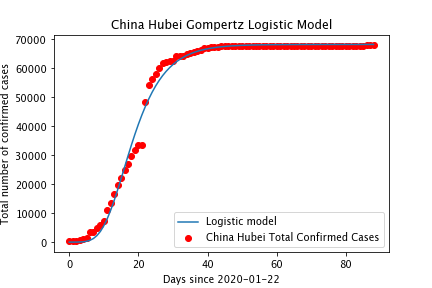 China Hubei Gompertz Logistic Model
Total number of confirmed cases
70000
60000
50000
40000
30000
20000
10000
0
0 20 40 60 80
Days since 2020-01-22
Logistic model
China Hubei Total Confirmed Cases